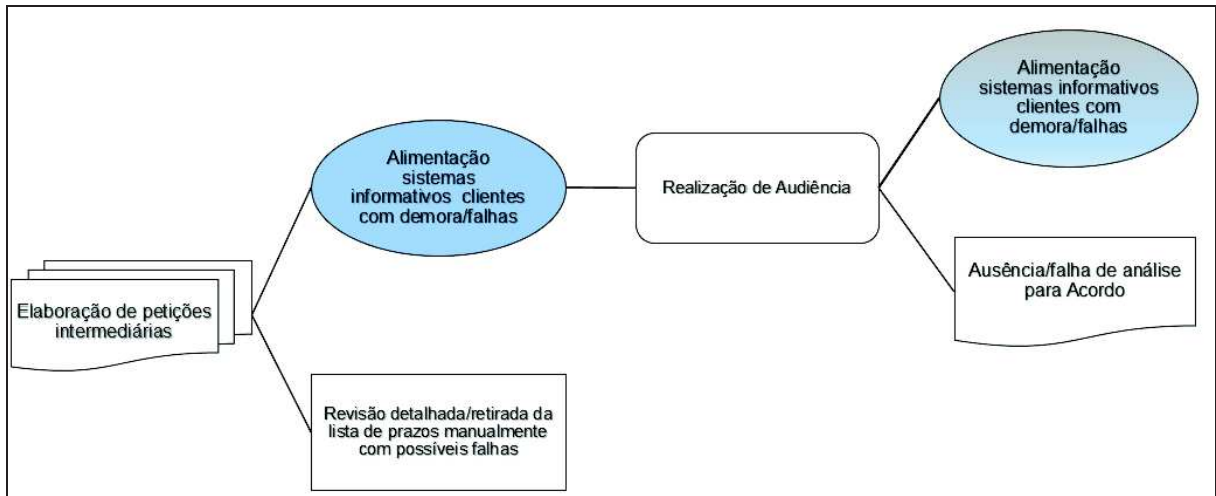 Elaboração de petições
intermediárias
Alimentação
sistemas
informativos clientes
com demora/falhas
Revisão detalhada/retirada da
lista de prazos manualmente
com possíveis falhas
Realização de Audiência
Alimentação
sistemas informativos
clientes com
demora/falhas
Ausência/falha de análise
para Acordo